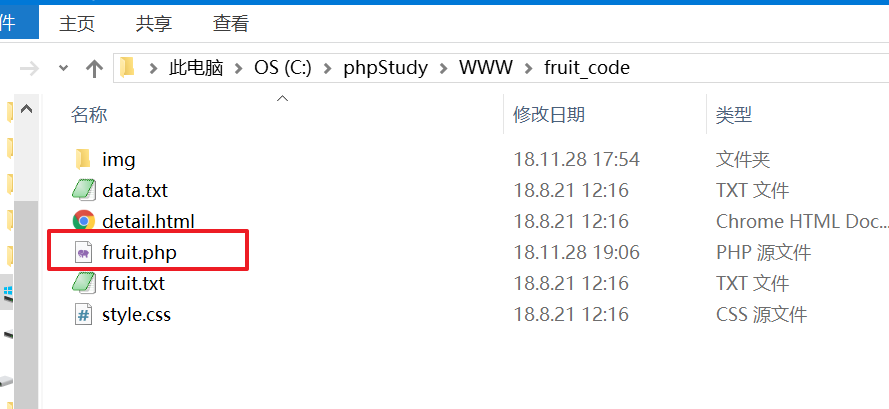 件 主页 共享 查看
此电脑 OS (C:) phpStudy WWW fruit_code
名称 修改日期 类型
img 18.11.28 17:54 文件夹
data.txt 18.8.21 12:16 TXT 文件
detail.html 18.8.21 12:16 Chrome HTML Doc...
fruit.php 18.11.28 19:06 PHP 源文件
fruit.txt 18.8.21 12:16 TXT 文件
style.css 18.8.21 12:16 CSS 源文件